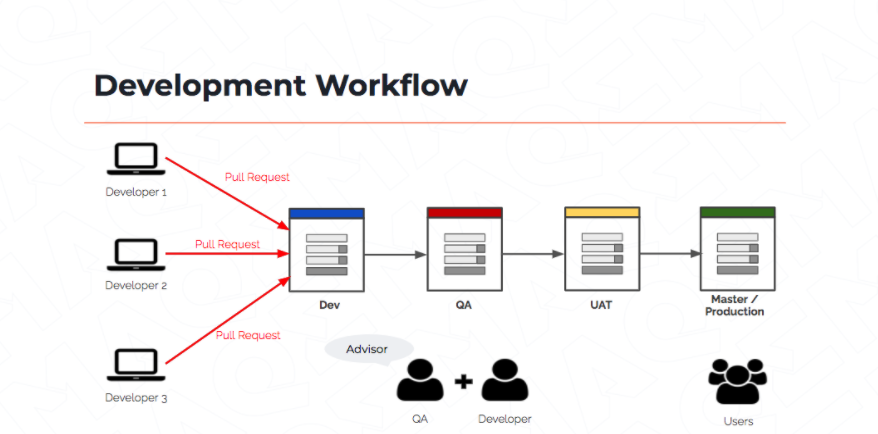 Development Workflow
Developer 1
Pull Request
Pull Request
Developer 2
Pull Request
Developer 3
Dev
QA
UAT
Master /
Production
Advisor
QA
Developer
Users